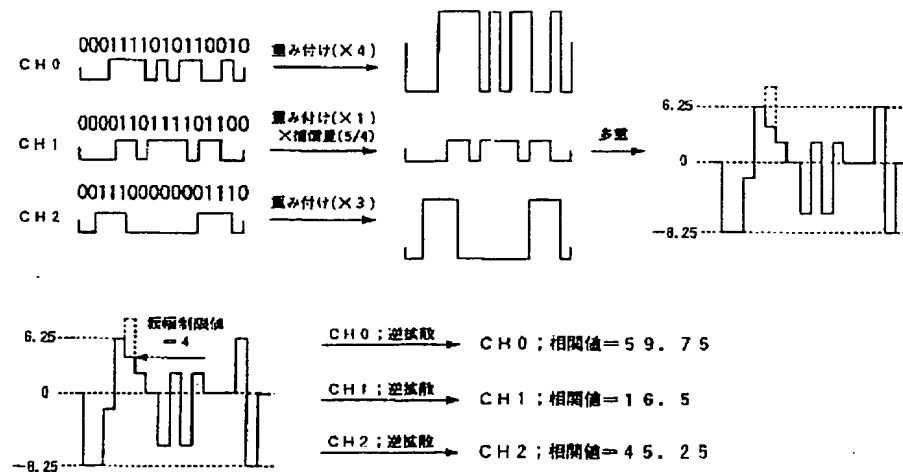 000111101010110010
CH0
重み付け(×4)
00001101111101100
CH1
重み付け(×1)
×補償量(5/4)
多重
6.25
0
-8.25
00111000000001110
CH2
重み付け(×3)
6.25
振幅制限値
=4
0
-8.25
CH0;逆拡散
CH0;相関値=59.75
CH1;逆拡散
CH1;相関値=16.5
CH2;逆拡散
CH2;相関値=45.25